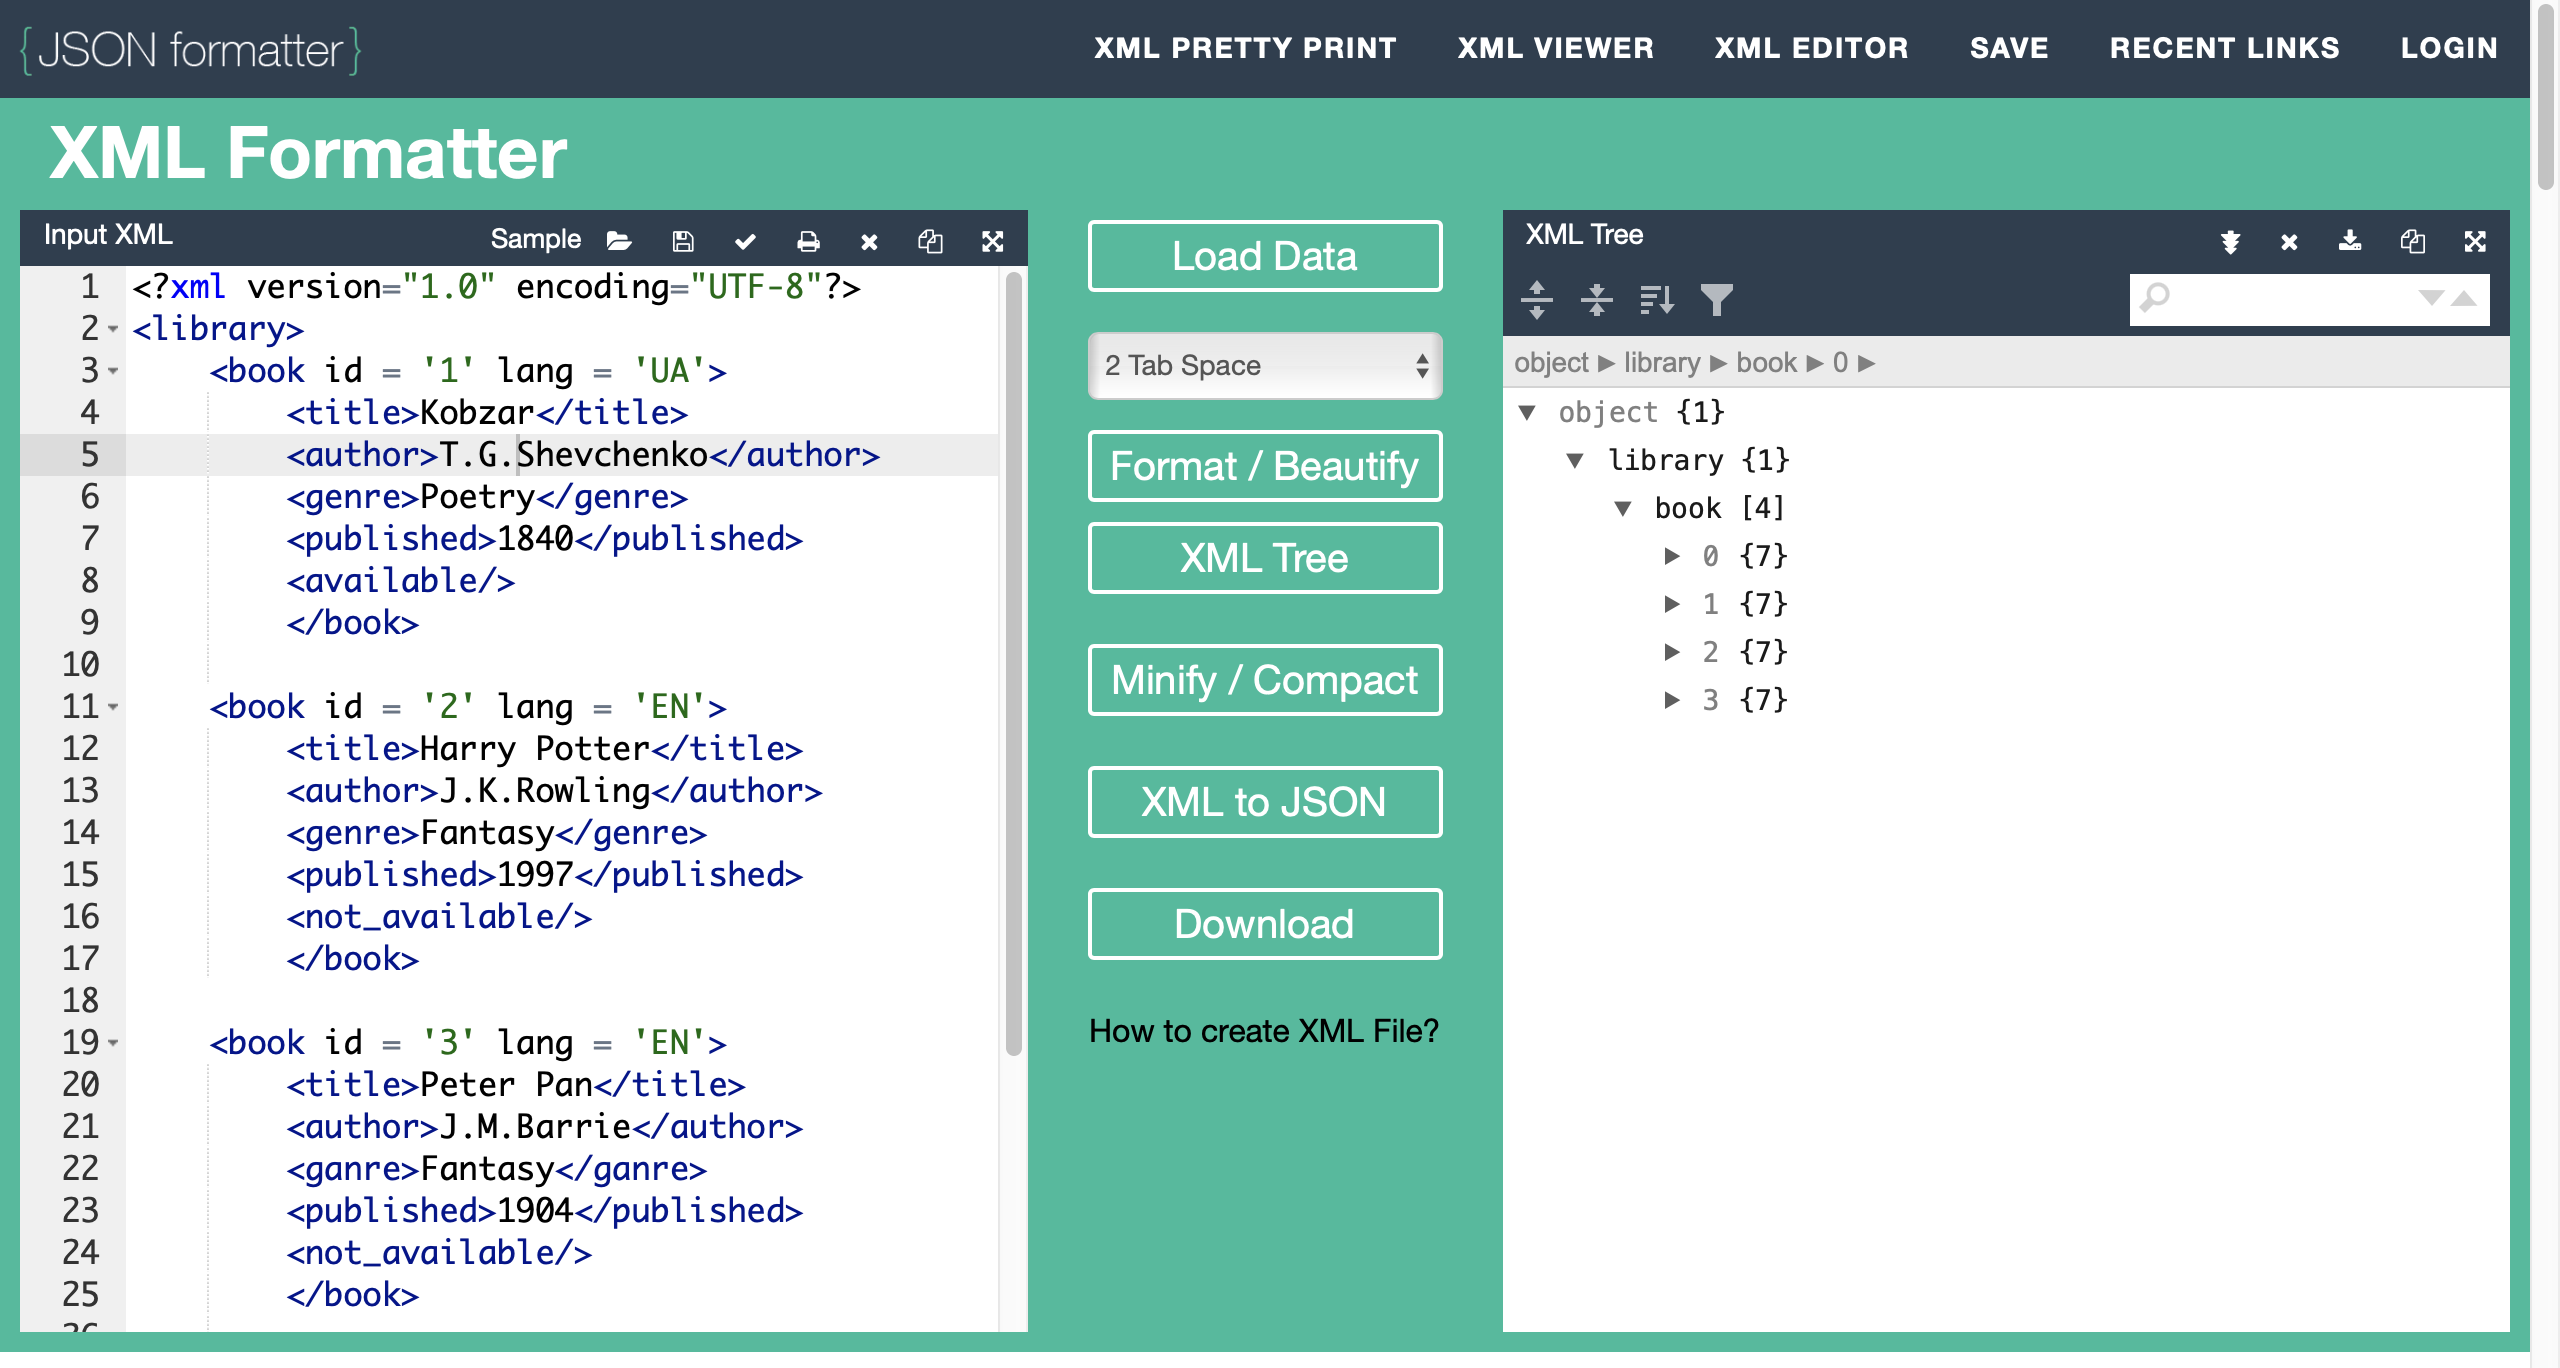 {JSON formatter}
XML PRETTY PRINT XML VIEWER XML EDITOR SAVE RECENT LINKS LOGIN
XML Formatter
Input XML Sample
1 <?xml version="1.0" encoding="UTF-8"?>
2 <library>
3 <book id = '1' lang = 'UA'>
4 <title>Kobzar</title>
5 <author>T.G.Shevchenko</author>
6 <genre>Poetry</genre>
7 <published>1840</published>
8 <available/>
9 </book>
10
11 <book id = '2' lang = 'EN'>
12 <title>Harry Potter</title>
13 <author>J.K.Rowling</author>
14 <genre>Fantasy</genre>
15 <published>1997</published>
16 <not_available/>
17 </book>
18
19 <book id = '3' lang = 'EN'>
20 <title>Peter Pan</title>
21 <author>J.M.Barrie</author>
22 <ganre>Fantasy</ganre>
23 <published>1904</published>
24 <not_available/>
25 </book>
Load Data
2 Tab Space
Format / Beautify
XML Tree
Minify / Compact
XML to JSON
Download
How to create XML File?
XML Tree
object ► library ► book ► 0 ►
▼ object {1}
▼ library {1}
▼ book [4]
► 0 {7}
► 1 {7}
► 2 {7}
► 3 {7}